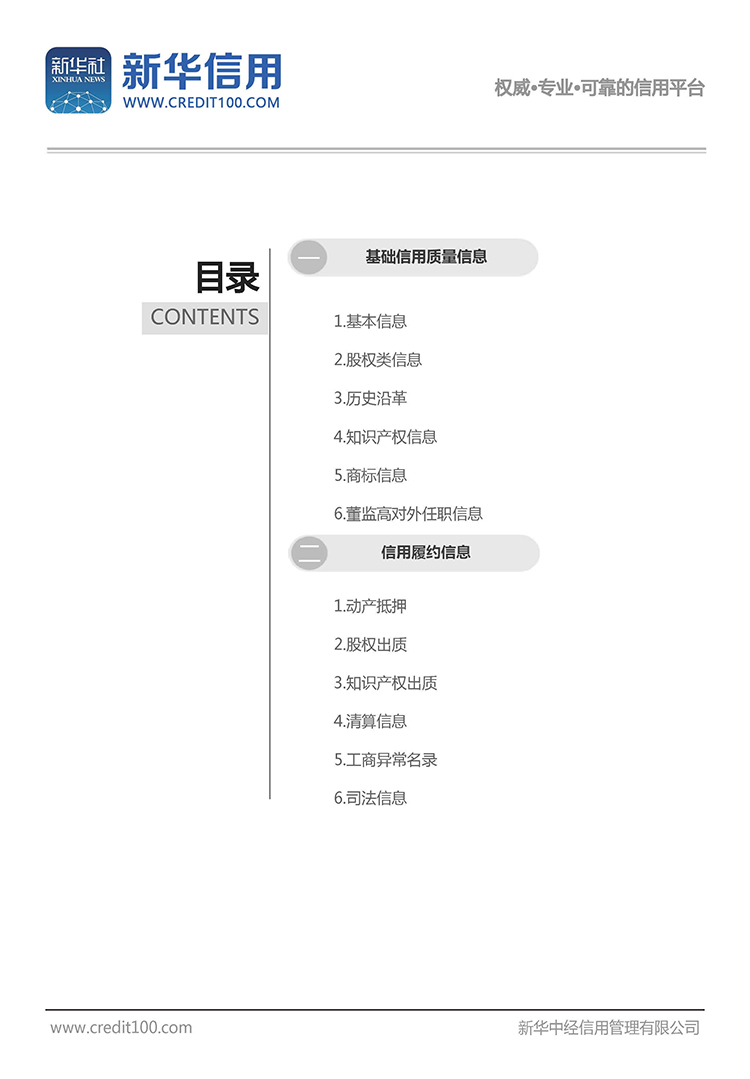 新华社
XINHUA NEWS
新华信用
WWW.CREDIT100.COM
权威•专业•可靠的信用平台
目录
CONTENTS
一 基础信用质量信息
1.基本信息
2.股权类信息
3.历史沿革
4.知识产权信息
5.商标信息
6.董监高对外任职信息
二 信用履约信息
1.动产抵押
2.股权出质
3.知识产权出质
4.清算信息
5.工商异常名录
6.司法信息
www.credit100.com
新华中经信用管理有限公司